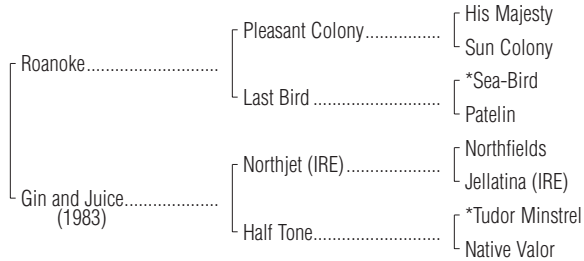 His Majesty
Pleasant Colony................
Sun Colony
Roanoke............................
*Sea-Bird
Last Bird ...........................
Patelin
Northfields
Northjet (IRE)....................
Jellatina (IRE)
Gin and Juice....................
(1983)
*Tudor Minstrel
Half Tone...........................
Native Valor